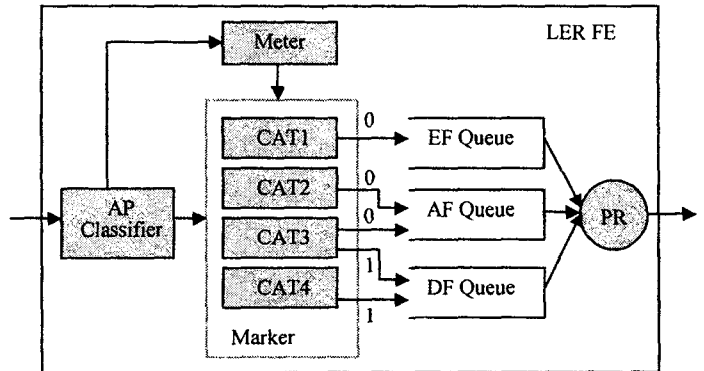 LER FE
Meter
0
CAT1
EF Queue
0
CAT2
AF Queue
AP
Classifier
0
PR
CAT3
1
DF Queue
CAT4
1
Marker